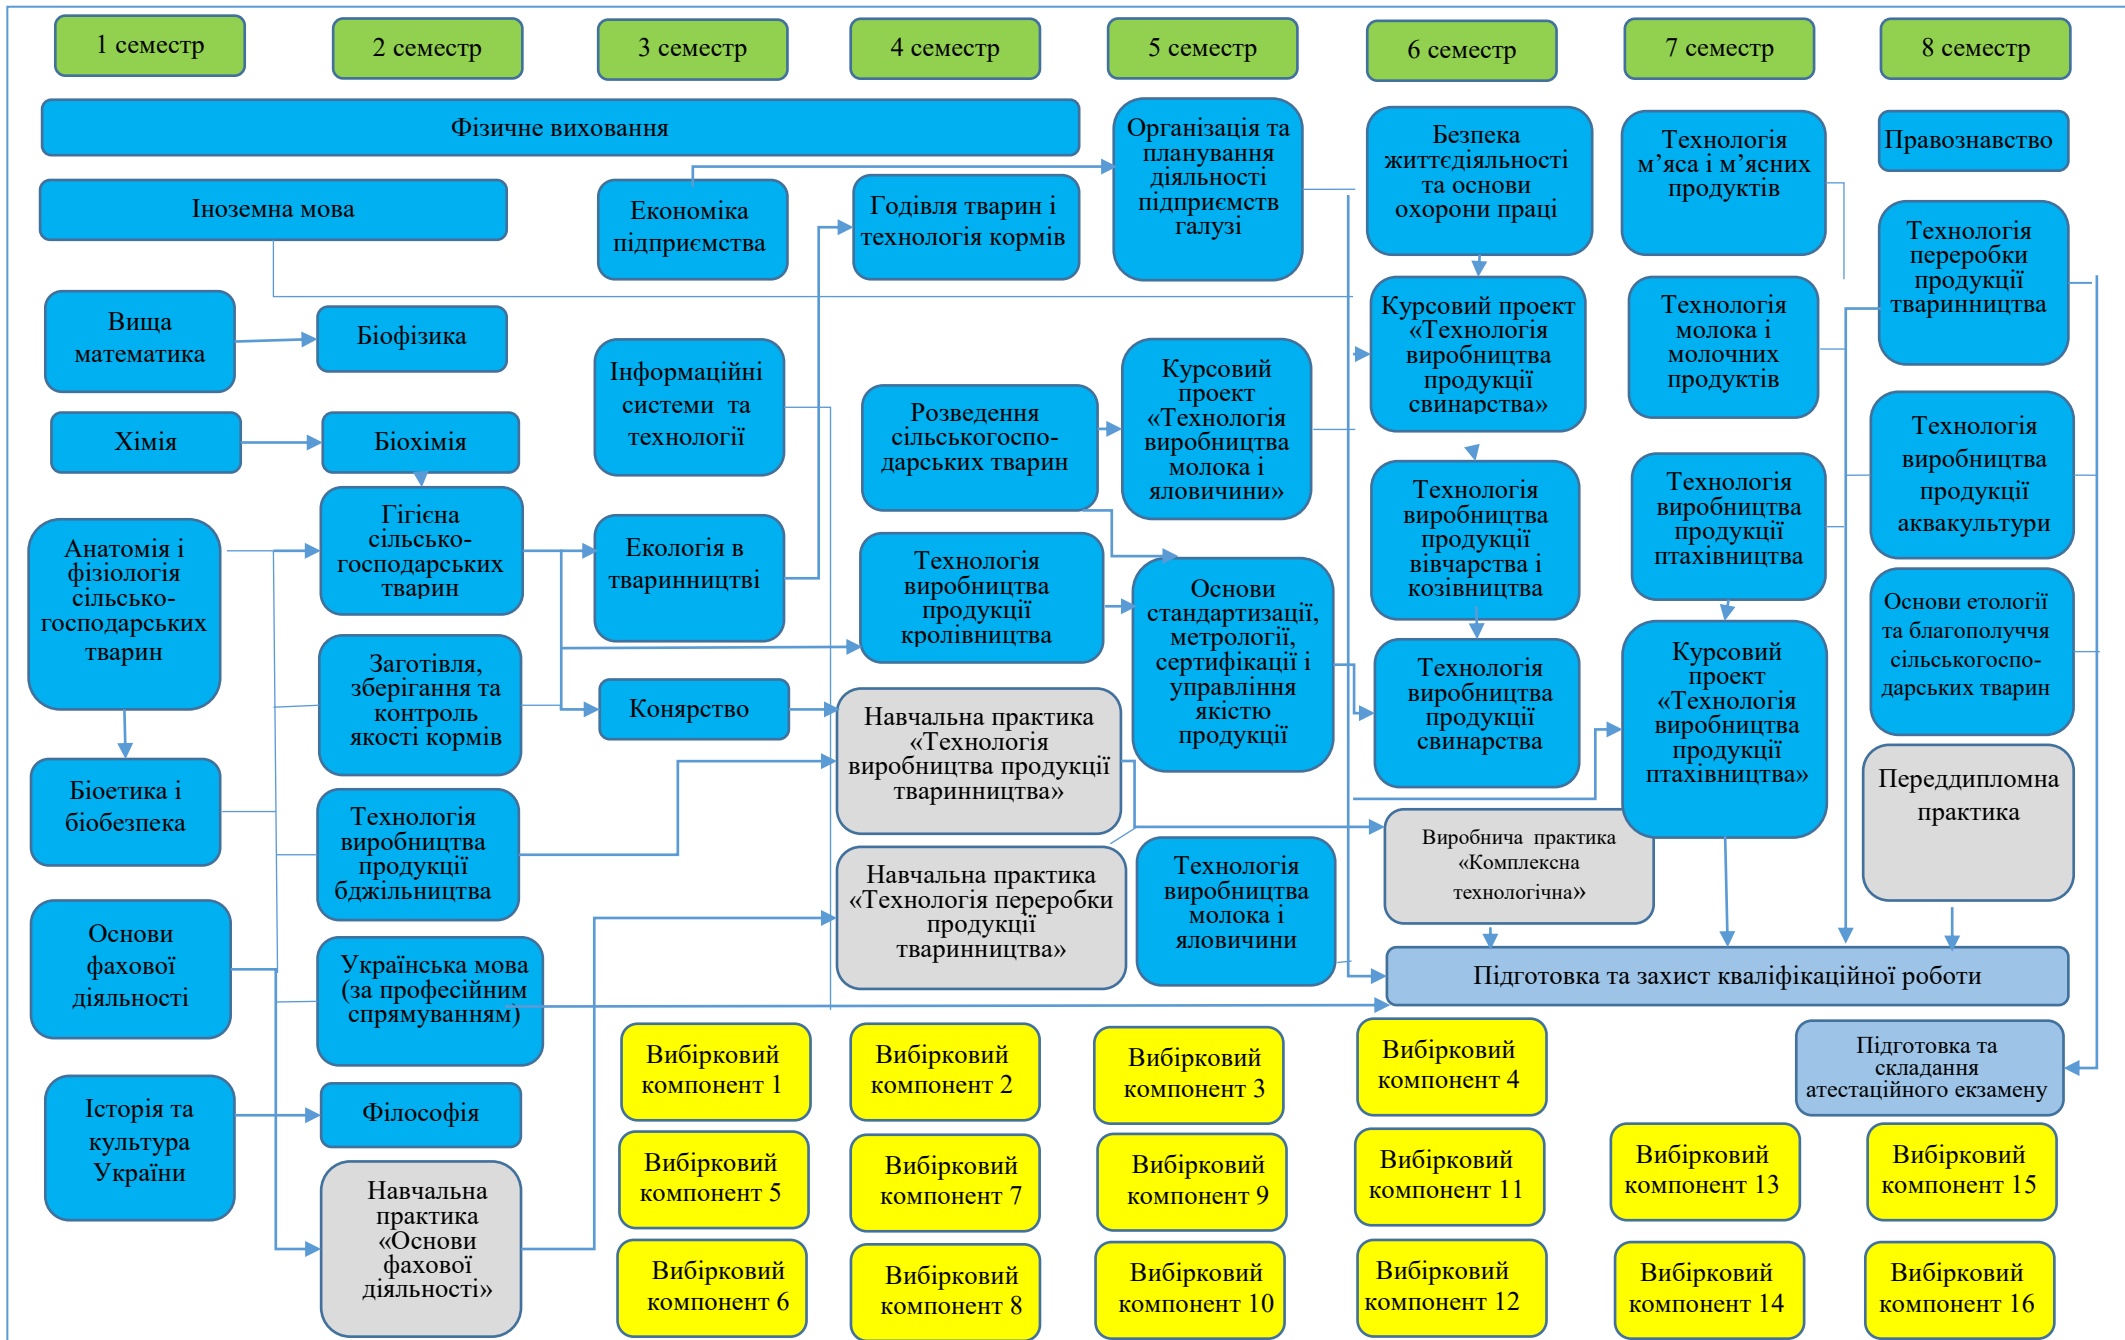 1 семестр
2 семестр
3 семестр
4 семестр
5 семестр
6 семестр
7 семестр
8 семестр
Фізичне виховання
Іноземна мова
Вища
математика
Хімія
Анатомія і
фізіологія
сільсько-
господарських
тварин
Біоетика і
біобезпека
Основи
фахової
діяльності
Історія та
культура
України
Біофізика
Біохімія
Гігієна
сільсько-
господарських
тварин
Заготівля,
зберігання та
контроль
якості кормів
Технологія
виробництва
продукції
бджільництва
Українська мова
(за професійним
спрямуванням)
Філософія
Навчальна
практика
«Основи
фахової
діяльності»
Економіка
підприємства
Інформаційні
системи та
технології
Екологія в
тваринництві
Конярство
Вибірковий
компонент 1
Вибірковий
компонент 5
Вибірковий
компонент 6
Годівля тварин і
технологія кормів
Розведення
сільськогоспо-
дарських тварин
Технологія
виробництва
продукції
кролівництва
Навчальна практика
«Технологія
виробництва продукції
тваринництва»
Навчальна практика
«Технологія переробки
продукції
тваринництва»
Вибірковий
компонент 2
Вибірковий
компонент 7
Вибірковий
компонент 8
Організація та
планування
діяльності
підприємств
галузі
Курсовий
проект
«Технологія
виробництва
молока і
яловичини»
Основи
стандартизації,
метрології,
сертифікації і
управління
якістю
продукції
Технологія
виробництва
молока і
яловичини
Вибірковий
компонент 3
Вибірковий
компонент 9
Вибірковий
компонент 10
Безпека
життєдіяльності
та основи
охорони праці
Курсовий проект
«Технологія
виробництва
продукції
свинарства»
Технологія
виробництва
продукції
вівчарства і
козівництва
Технологія
виробництва
продукції
свинарства
Виробнича практика
«Комплексна
технологічна»
Підготовка та захист кваліфікаційної роботи
Вибірковий
компонент 4
Вибірковий
компонент 11
Вибірковий
компонент 12
Технологія
м’яса і м’ясних
продуктів
Технологія
молока і
молочних
продуктів
Технологія
виробництва
продукції
птахівництва
Курсовий
проект
«Технологія
виробництва
продукції
птахівництва»
Вибірковий
компонент 13
Вибірковий
компонент 14
Правознавство
Технологія
переробки
продукції
тваринництва
Технологія
виробництва
продукції
аквакультури
Основи етології
та благополуччя
сільськогоспо-
дарських тварин
Переддипломна
практика
Підготовка та
складання
атестаційного екзамену
Вибірковий
компонент 15
Вибірковий
компонент 16